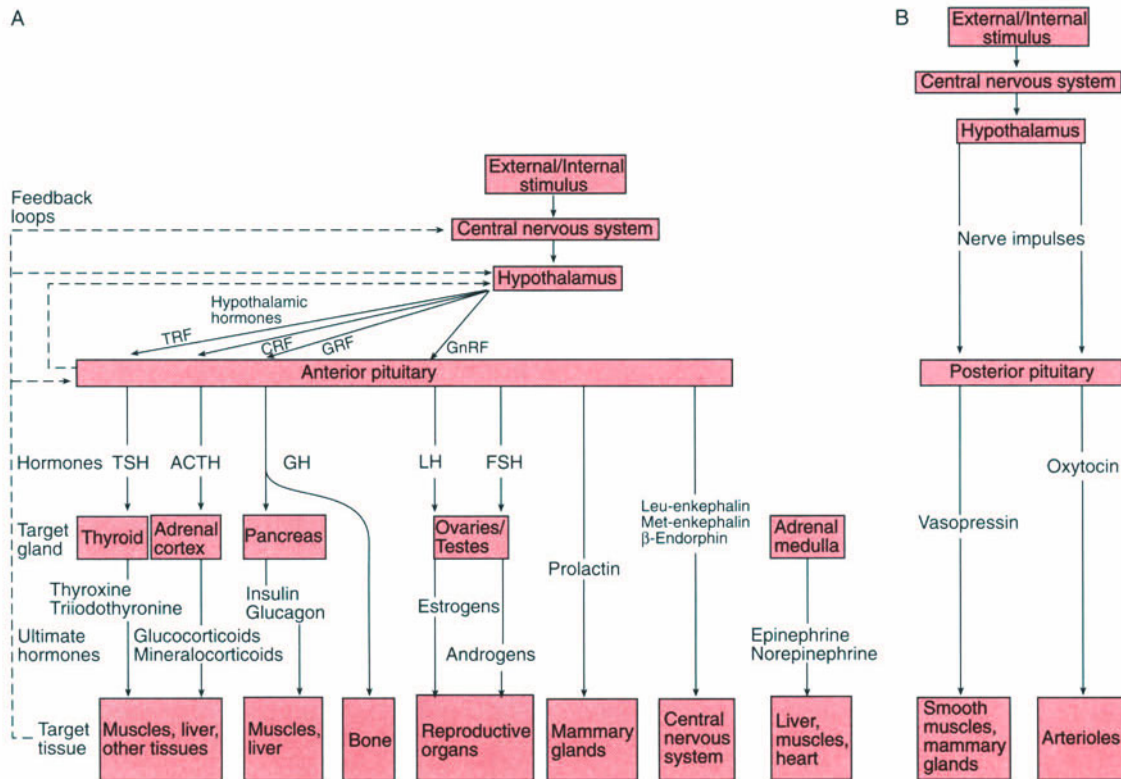 A
External/Internal
stimulus
Feedback
loops
Central nervous system
Hypothalamus
Hypothalamic
hormones
TRF
CRF
GRF
GnRF
Anterior pituitary
Hormones
TSH
ACTH
GH
LH
FSH
Leu-enkephalin
Met-enkephalin
β-Endorphin
Target
gland
Thyroid
Adrenal
cortex
Pancreas
Ovaries/
Testes
Adrenal
medulla
Prolactin
Thyroxine
Triiodothyronine
Insulin
Glucagon
Estrogens
Ultimate
hormones
Glucocorticoids
Mineralocorticoids
Androgens
Epinephrine
Norepinephrine
Target
tissue
Muscles, liver,
other tissues
Muscles,
liver
Bone
Reproductive
organs
Mammary
glands
Central
nervous
system
Liver,
muscles,
heart
B
External/Internal
stimulus
Central nervous system
Hypothalamus
Nerve impulses
Posterior pituitary
Oxytocin
Vasopressin
Smooth
muscles,
mammary
glands
Arterioles